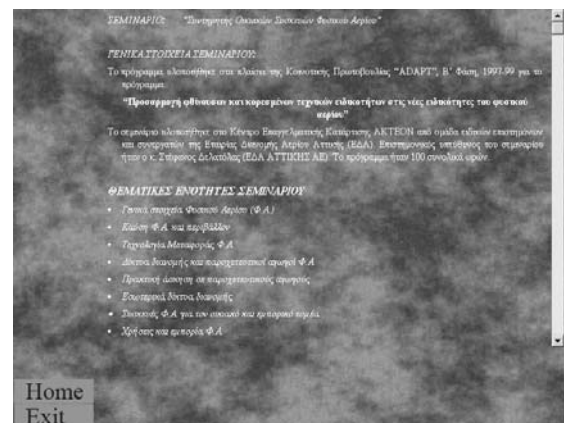 ΣΕΜΙΝΑΡΙΟ: "Συντηρητής Οικιακών Συσκευών Φυσικού Αερίου"
ΓΕΝΙΚΑ ΣΤΟΙΧΕΙΑ ΣΕΜΙΝΑΡΙΟΥ:
Το πρόγραμμα υλοποιήθηκε στα πλαίσια της Κοινοτικής Πρωτοβουλίας "ADAPT", Β' Φάση, 1997-99 για το
πρόγραμμα:
"Προσαρμογή φθίνουσων και κορεσμένων τεχνικών ειδικοτήτων στις νέες ειδικότητες του φυσικού
αερίου"
Το σεμινάριο υλοποιήθηκε στο Κέντρο Επαγγελματικής Κατάρτισης ΑΚΤΕΟΝ από ομάδα ειδικών επιστημόνων
και συνεργατών της Εταιρίας Διανομής Αερίου Αττικής (ΕΔΑ). Επιστημονικός υπεύθυνος του σεμιναρίου
ήταν ο κ. Στέφανος Δελατόλας (ΕΔΑ ΑΤΤΙΚΗΣ ΑΕ). Το πρόγραμμα ήταν 100 συνολικά ωρών.
ΘΕΜΑΤΙΚΕΣ ΕΝΟΤΗΤΕΣ ΣΕΜΙΝΑΡΙΟΥ
• Γενικά στοιχεία Φυσικού Αερίου (Φ.Α.)
• Καύση Φ.Α. και περιβάλλον
• Τεχνολογία Μεταφοράς Φ.Α.
• Δίκτυα διανομής και παροχετευτικοί αγωγοί Φ.Α.
• Πρακτική άσκηση σε παροχετευτικούς αγωγούς
• Εσωτερικά δίκτυα διανομής
• Συσκευές Φ.Α. για τον οικιακό και εμπορικό τομέα
• Χρήσεις και εμπορία Φ.Α.
Home
Exit